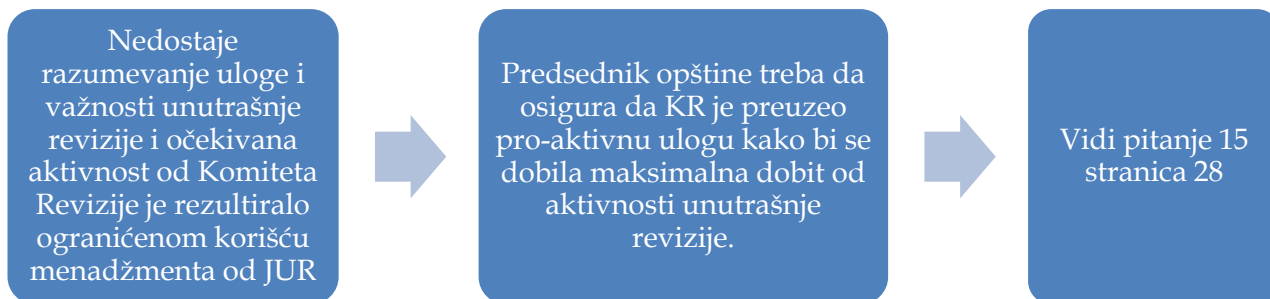 Nedostaje
razumevanje uloge i
važnosti unutrašnje
revizije i očekivana
aktivnost od Komiteta
Revizije je rezultiralo
ogranićenom korišću
menadžmenta od JUR
Predsednik opštine treba da
osigura da KR je preuzeo
pro-aktivnu ulogu kako bi se
dobila maksimalna dobit od
aktivnosti unutrašnje
revizije.
Vidi pitanje 15
stranica 28